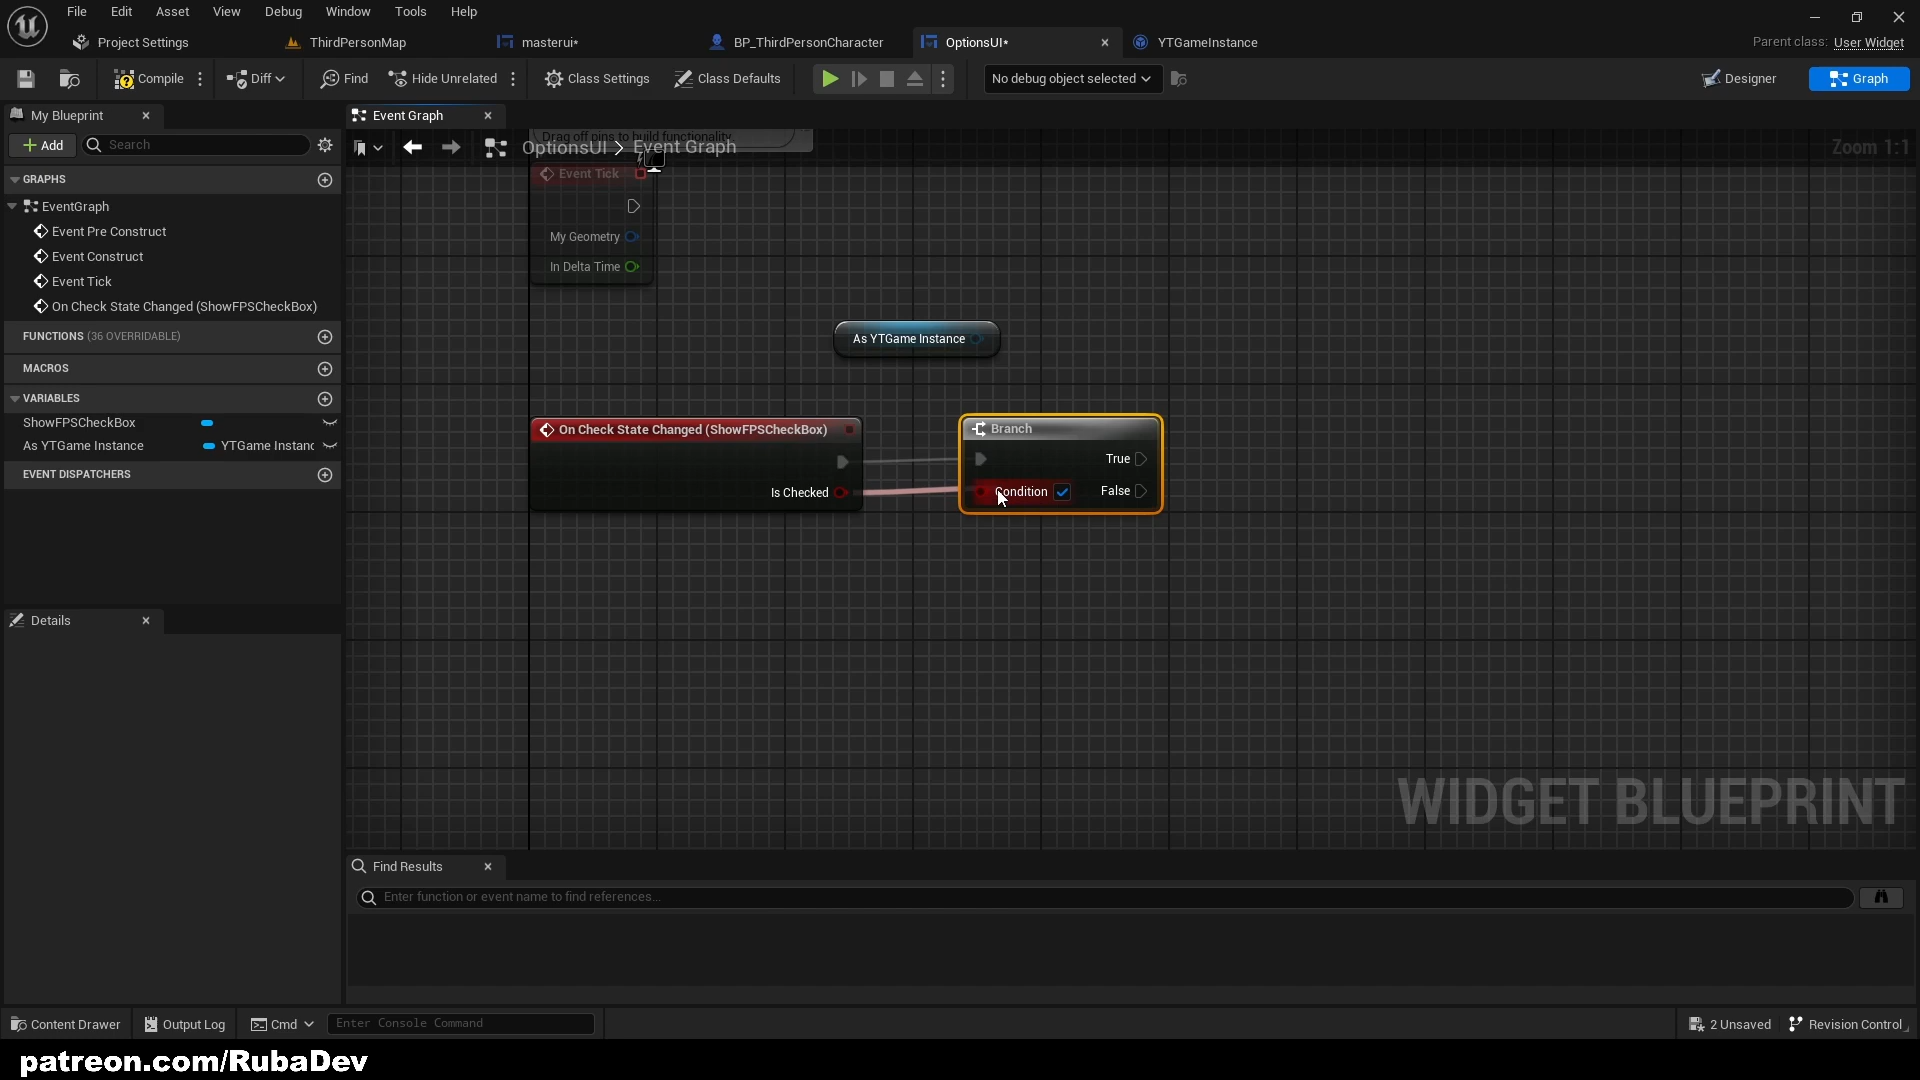 File Edit Asset View Debug Window Tools Help
Project Settings ThirdPersonMap masterui* BP_ThirdPersonCharacter OptionsUI* YTGameInstance Parent class: User Widget
Compile Diff Find Hide Unrelated Class Settings Class Defaults No debug object selected Designer Graph
My Blueprint Event Graph
Add Search
Drag off pins to build functionality.
OptionsUI > Event Graph Zoom 1:1
GRAPHS
EventGraph
Event Pre Construct
Event Construct
Event Tick
On Check State Changed (ShowFPSCheckBox)
FUNCTIONS (36 OVERRIDABLE)
MACROS
VARIABLES
ShowFPSCheckBox
As YTGame Instance YTGame Instanc
EVENT DISPATCHERS
Details
Event Tick
My Geometry
In Delta Time
As YTGame Instance
On Check State Changed (ShowFPSCheckBox)
Is Checked
Branch
True
Condition False
WIDGET BLUEPRINT
Find Results
Enter function or event name to find references...
Content Drawer Output Log Cmd Enter Console Command 2 Unsaved Revision Control
patreon.com/RubaDev